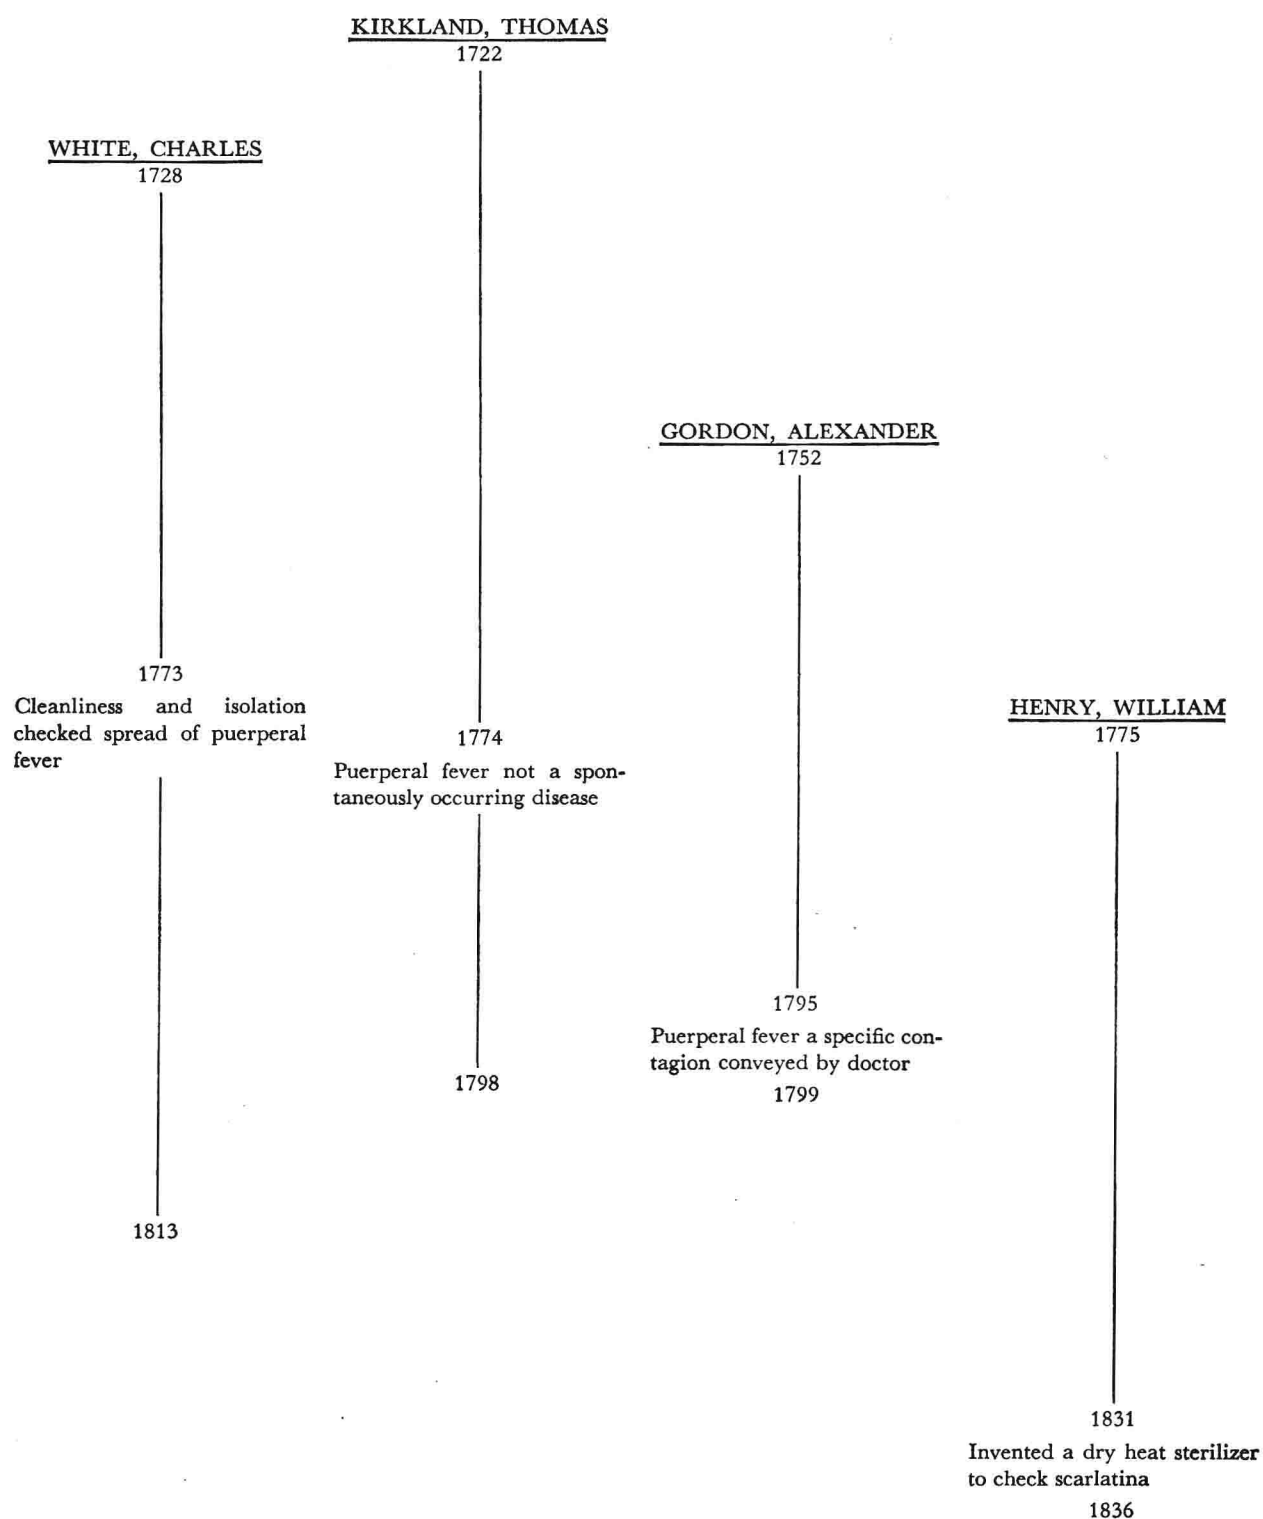 KIRKLAND, THOMAS
1722
WHITE, CHARLES
1728
GORDON, ALEXANDER
1752
1773
Cleanliness and isolation
checked spread of puerperal
fever
HENRY, WILLIAM
1775
1774
Puerperal fever not a spon-
taneously occurring disease
1795
Puerperal fever a specific con-
tagion conveyed by doctor
1799
1798
1813
1831
Invented a dry heat sterilizer
to check scarlatina
1836